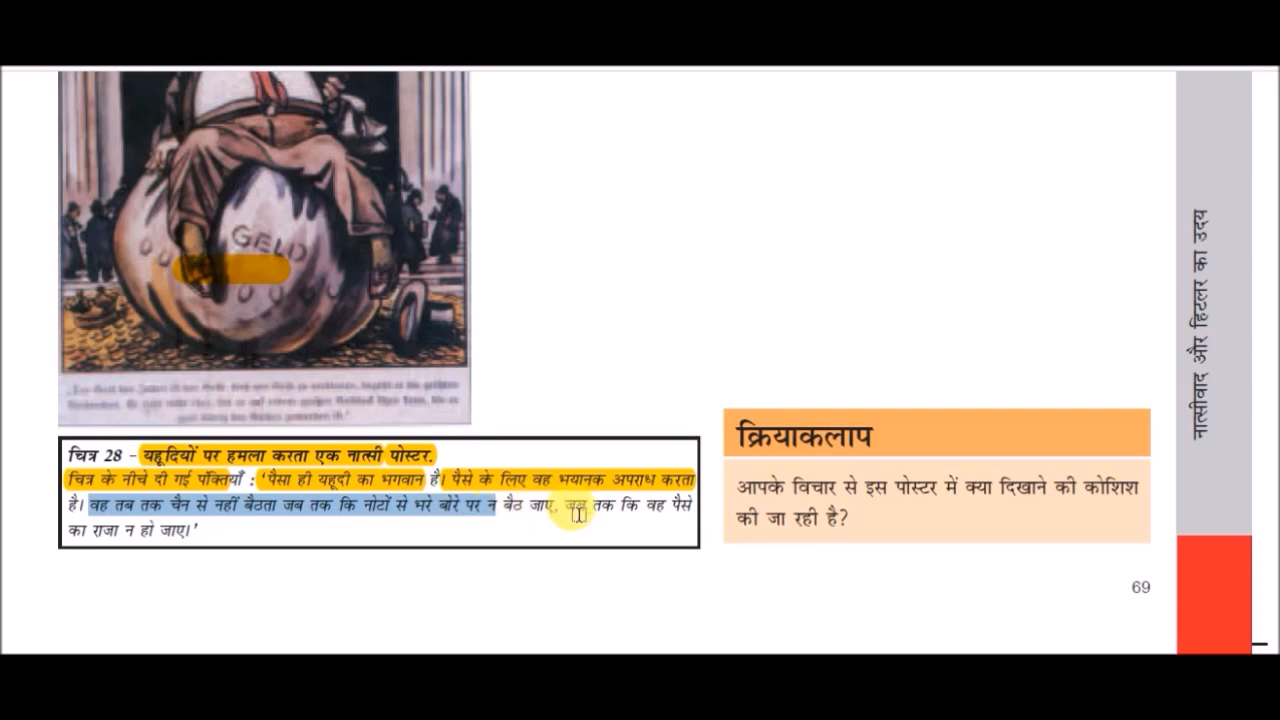 GELD
चित्र 28 – यहूदियों पर हमला करता एक नात्सी पोस्टर.
चित्र के नीचे दी गई पंक्तियाँ : 'पैसा ही यहूदी का भगवान है। पैसे के लिए वह भयानक अपराध करता
है। वह तब तक चैन से नहीं बैठता जब तक कि नोटों से भरे बोरे पर न बैठ जाए, जब तक कि वह पैसे
का राजा न हो जाए।'
क्रियाकलाप
आपके विचार से इस पोस्टर में क्या दिखाने की कोशिश
की जा रही है?
69
नात्सीवाद और हिटलर का उदय